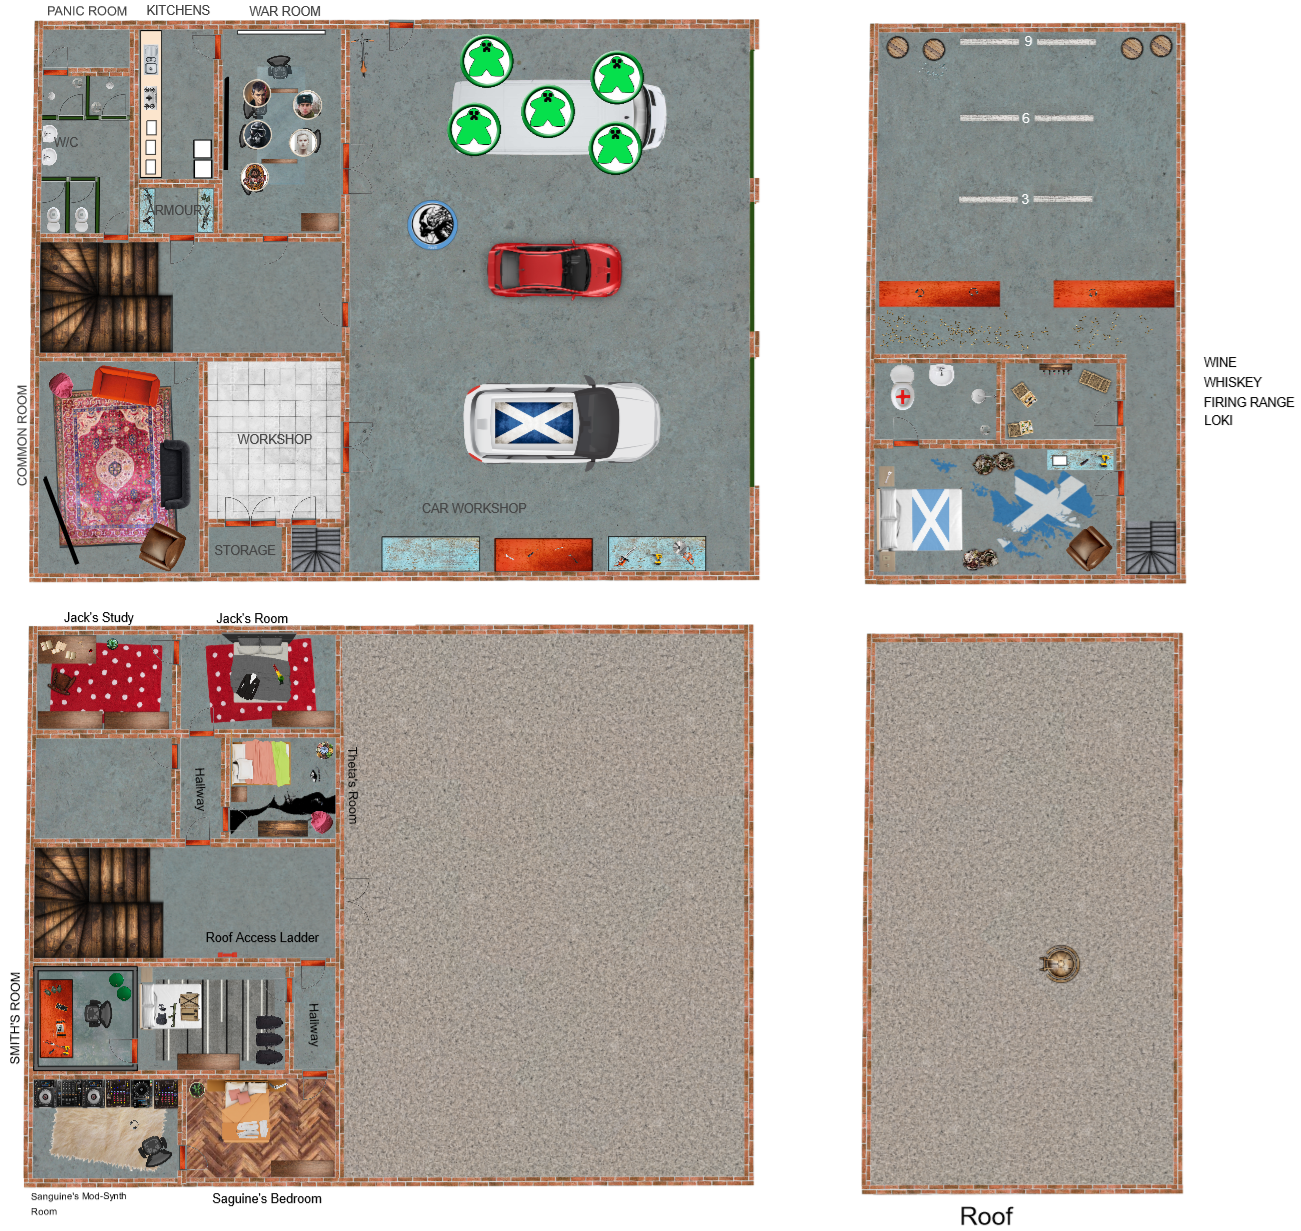 PANIC ROOM
KITCHENS
WAR ROOM
W/C
ARMOURY
COMMON ROOM
WORKSHOP
STORAGE
CAR WORKSHOP
9
6
3
WINE
WHISKEY
FIRING RANGE
LOKI
Jack's Study
Jack's Room
Hallway
Theta's Room
Roof Access Ladder
SMITH'S ROOM
Hallway
Sanguine's Mod-Synth
Room
Saguine's Bedroom
Roof